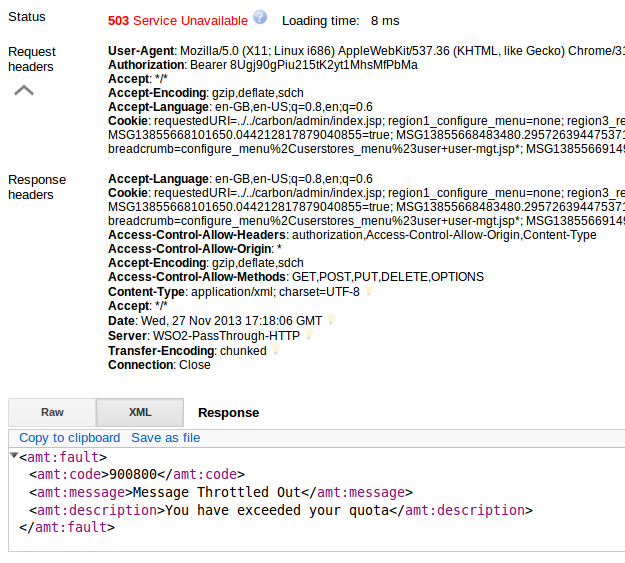 Status 503 Service Unavailable Loading time: 8 ms
Request headers
User-Agent: Mozilla/5.0 (X11; Linux i686) AppleWebKit/537.36 (KHTML, like Gecko) Chrome/31
Authorization: Bearer 8Ugj90gPiu215tK2yt1MhsMfPbMa
Accept: */*
Accept-Encoding: gzip,deflate,sdch
Accept-Language: en-GB,en-US;q=0.8,en;q=0.6
Cookie: requestedURI=../../carbon/admin/index.jsp; region1_configure_menu=none; region3_re
MSG13855668101650.044212817879040855=true; MSG13855668483480.295726394475371
breadcrumb=configure_menu%2Cuserstores_menu%23user+user-mgt.jsp*; MSG13855669149
Response headers
Accept-Language: en-GB,en-US;q=0.8,en;q=0.6
Cookie: requestedURI=../../carbon/admin/index.jsp; region1_configure_menu=none; region3_re
MSG13855668101650.044212817879040855=true; MSG13855668483480.295726394475371
breadcrumb=configure_menu%2Cuserstores_menu%23user+user-mgt.jsp*; MSG13855669149
Access-Control-Allow-Headers: authorization,Access-Control-Allow-Origin,Content-Type
Access-Control-Allow-Origin: *
Accept-Encoding: gzip,deflate,sdch
Access-Control-Allow-Methods: GET,POST,PUT,DELETE,OPTIONS
Content-Type: application/xml; charset=UTF-8
Accept: */*
Date: Wed, 27 Nov 2013 17:18:06 GMT
Server: WSO2-PassThrough-HTTP
Transfer-Encoding: chunked
Connection: Close
Raw XML Response
Copy to clipboard Save as file
<amt:fault>
<amt:code>900800</amt:code>
<amt:message>Message Throttled Out</amt:message>
<amt:description>You have exceeded your quota</amt:description>
</amt:fault>